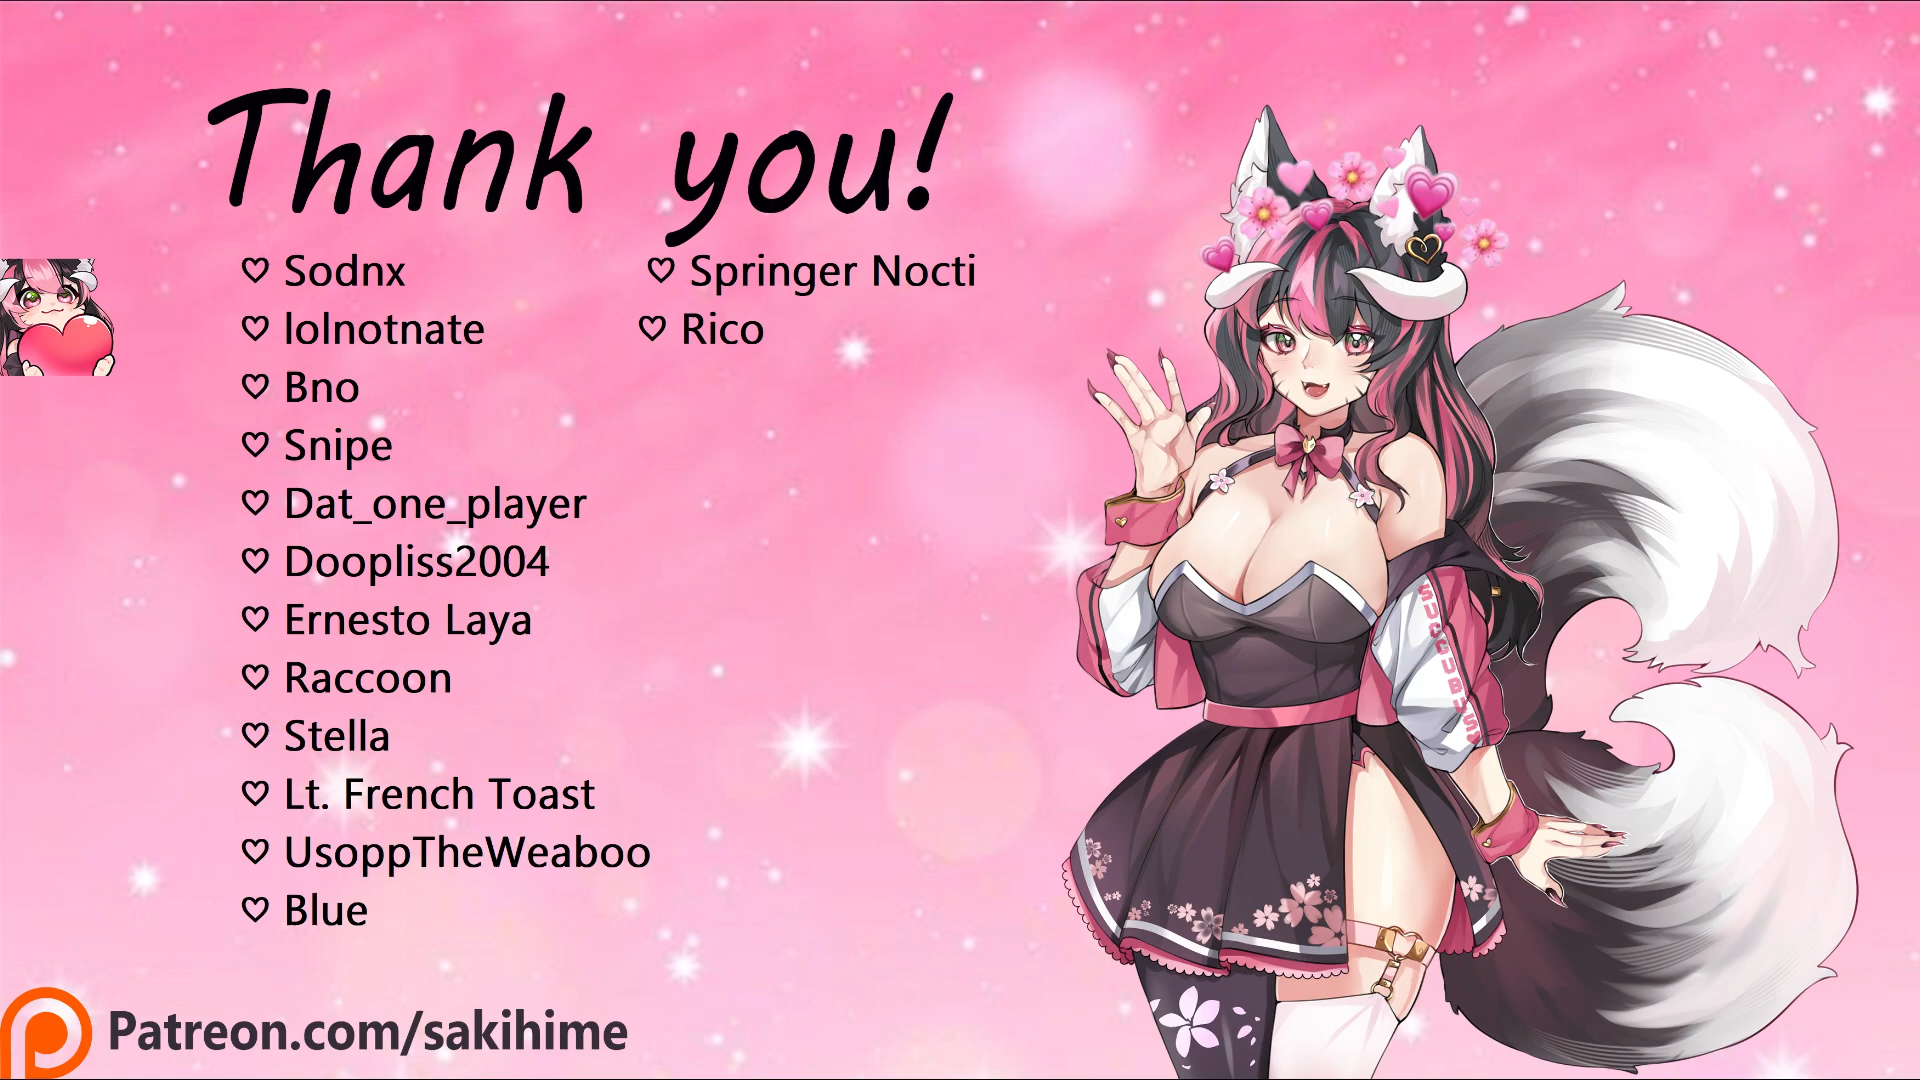 Thank you!
♡ Sodnx
♡ lolnotnate
♡ Bno
♡ Snipe
♡ Dat_one_player
♡ Doopliss2004
♡ Ernesto Laya
♡ Raccoon
♡ Stella
♡ Lt. French Toast
♡ UsoppTheWeaboo
♡ Blue
♡ Springer Nocti
♡ Rico
SUCCUBUS
Patreon.com/sakihime